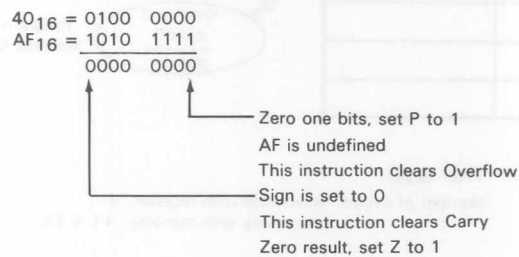 40₁₆ = 0100 0000
AF₁₆ = 1010 1111
0000 0000
Zero one bits, set P to 1
AF is undefined
This instruction clears Overflow
Sign is set to 0
This instruction clears Carry
Zero result, set Z to 1